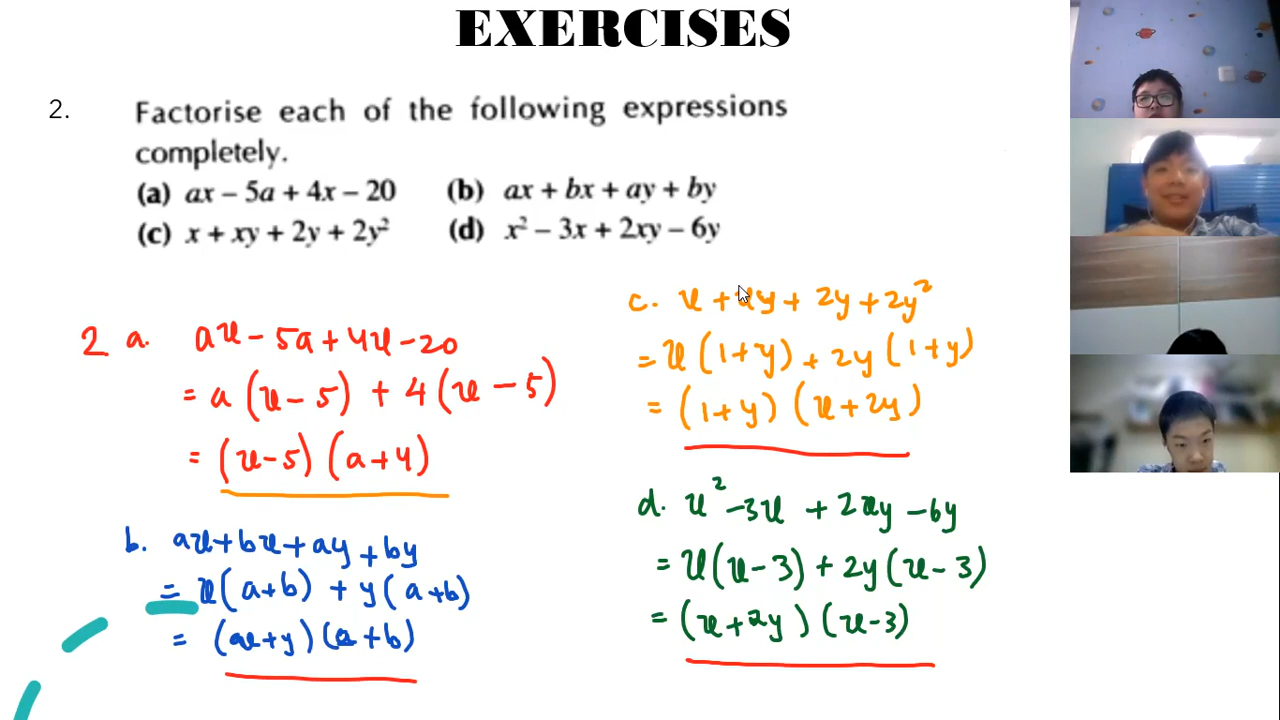 EXERCISES
2. Factorise each of the following expressions
completely.
(a) ax – 5a + 4x – 20 (b) ax + bx + ay + by
(c) x + xy + 2y + 2y² (d) x² – 3x + 2xy – 6y
2 a. ax - 5a + 4x - 20
= a (x - 5) + 4 (x - 5)
= (x - 5) (a + 4)
b. ax + bx + ay + by
= x (a + b) + y (a + b)
= (x + y) (a + b)
c. x + xy + 2y + 2y²
= x (1 + y) + 2y (1 + y)
= (1 + y) (x + 2y)
d. x² - 3x + 2xy - 6y
= x (x - 3) + 2y (x - 3)
= (x + 2y) (x - 3)